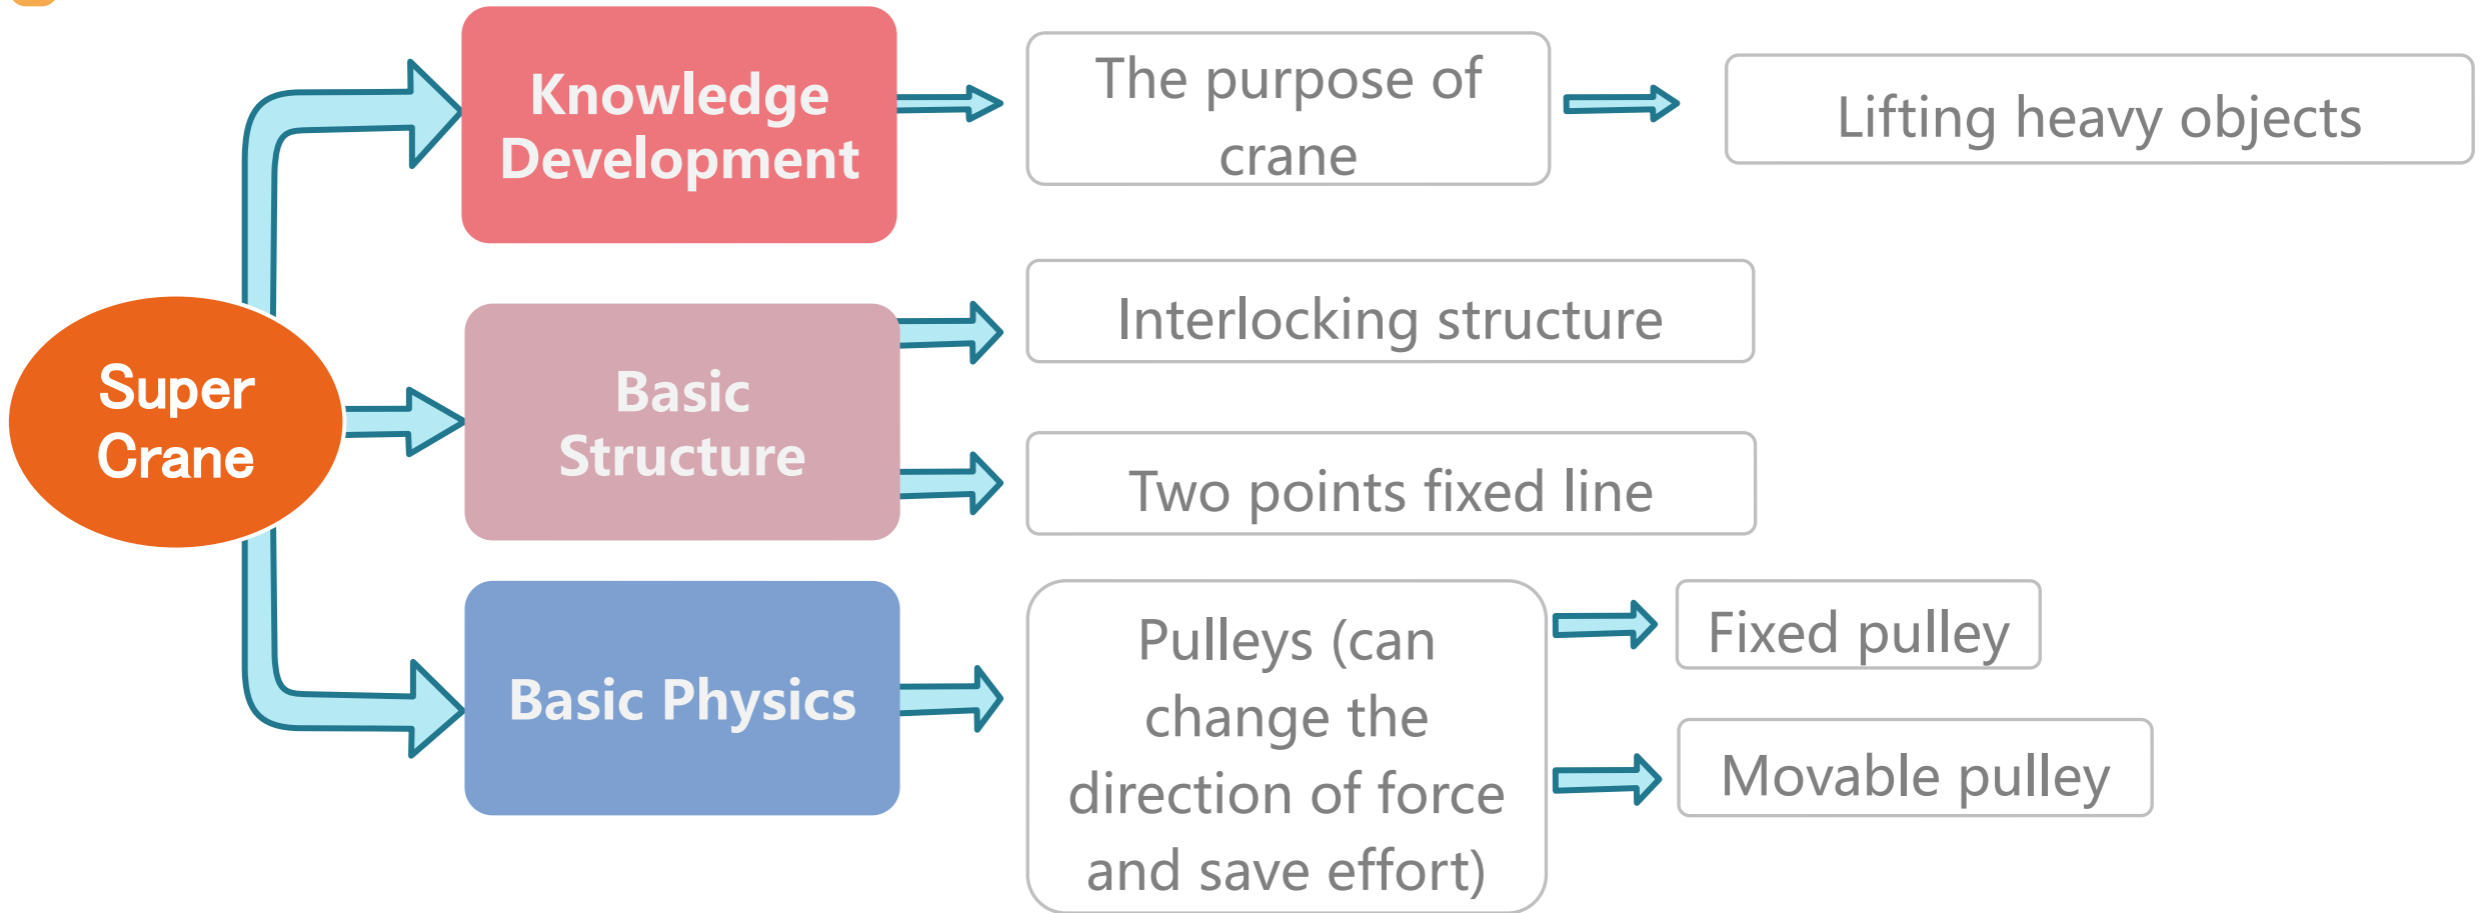 Super
Crane
Knowledge
Development
The purpose of
crane
Lifting heavy objects
Basic
Structure
Interlocking structure
Two points fixed line
Basic Physics
Pulleys (can
change the
direction of force
and save effort)
Fixed pulley
Movable pulley